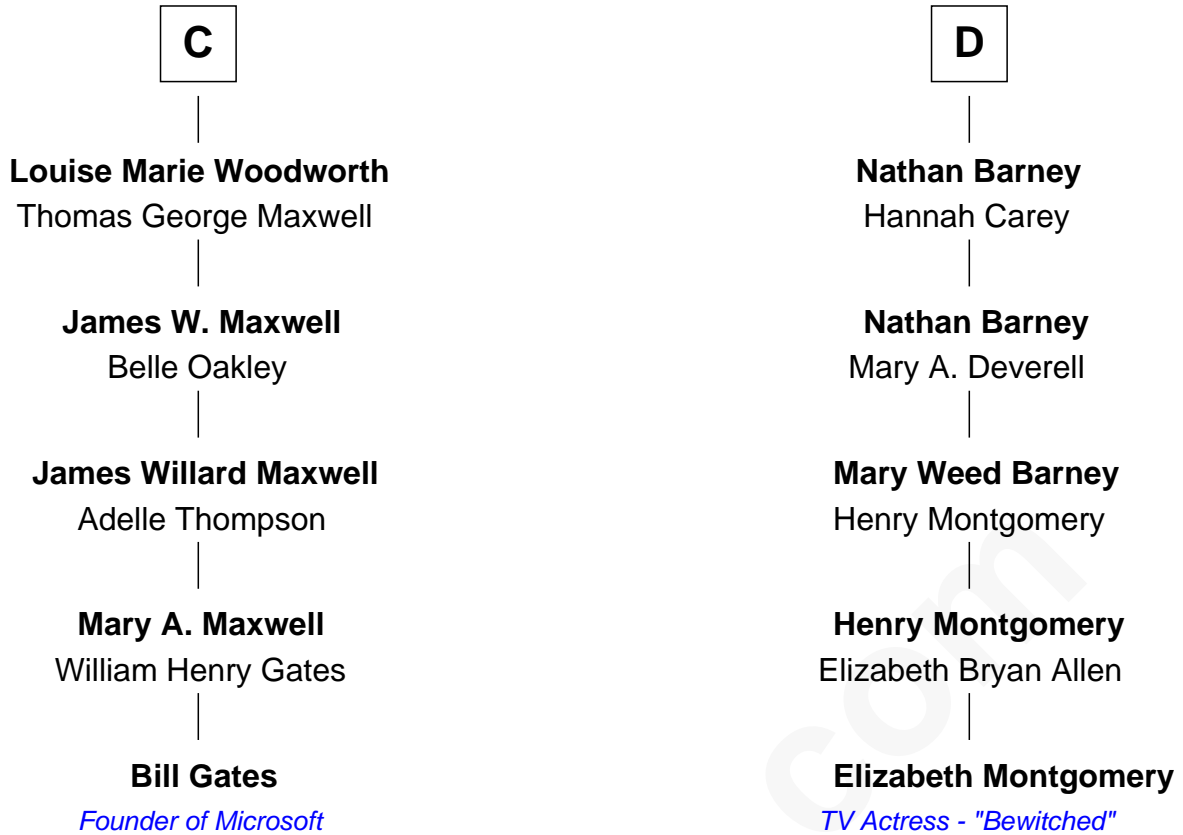 C
Louise Marie Woodworth
Thomas George Maxwell
James W. Maxwell
Belle Oakley
James Willard Maxwell
Adelle Thompson
Mary A. Maxwell
William Henry Gates
Bill Gates
Founder of Microsoft
D
Nathan Barney
Hannah Carey
Nathan Barney
Mary A. Deverell
Mary Weed Barney
Henry Montgomery
Henry Montgomery
Elizabeth Bryan Allen
Elizabeth Montgomery
TV Actress - "Bewitched"
com